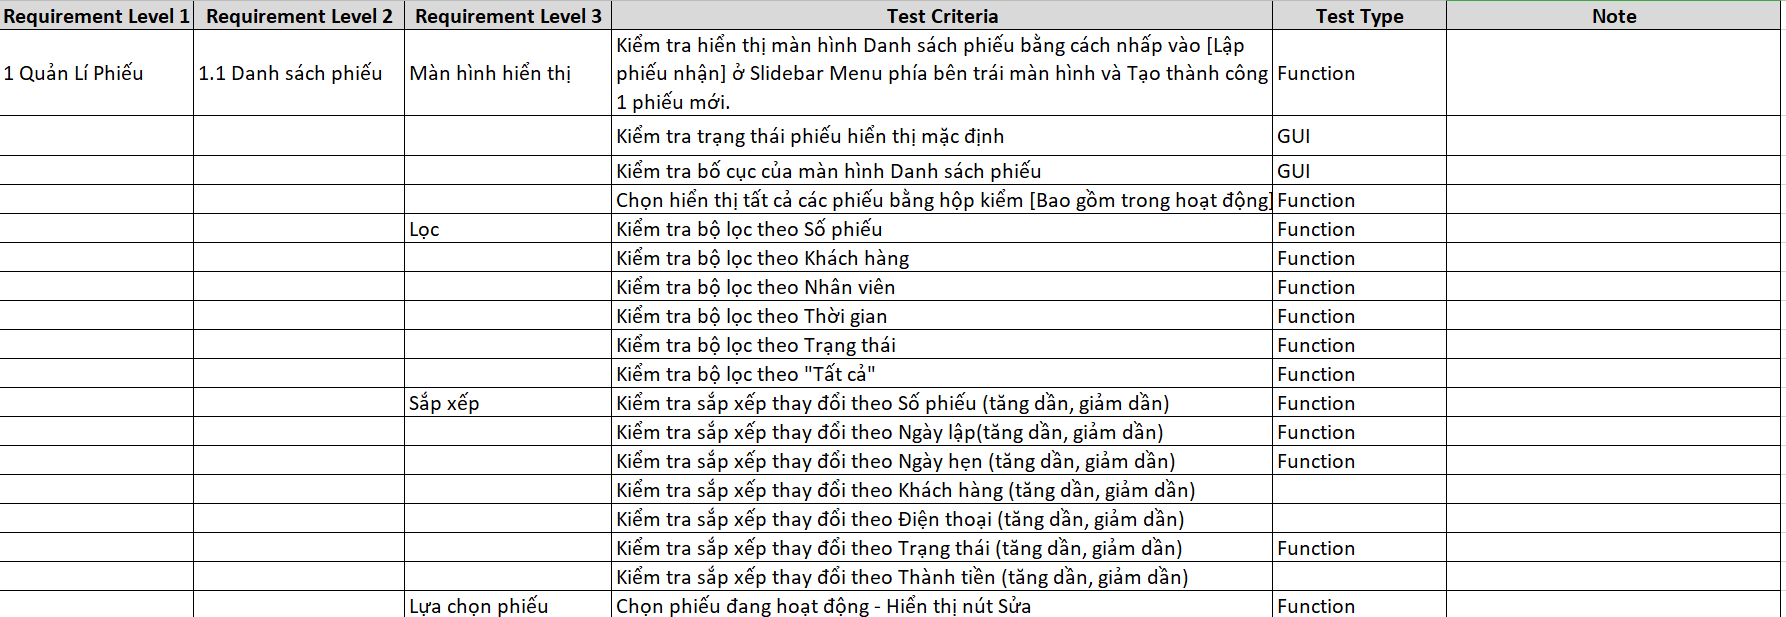 Requirement Level 1 Requirement Level 2 Requirement Level 3 Test Criteria Test Type Note
1 Quản Lí Phiếu 1.1 Danh sách phiếu Màn hình hiển thị Kiểm tra hiển thị màn hình Danh sách phiếu bằng cách nhấp vào [Lập
phiếu nhận] ở Slidebar Menu phía bên trái màn hình và Tạo thành công
1 phiếu mới.
Function
Kiểm tra trạng thái phiếu hiển thị mặc định GUI
Kiểm tra bố cục của màn hình Danh sách phiếu GUI
Chọn hiển thị tất cả các phiếu bằng hộp kiểm [Bao gồm trong hoạt động] Function
Lọc Kiểm tra bộ lọc theo Số phiếu Function
Kiểm tra bộ lọc theo Khách hàng Function
Kiểm tra bộ lọc theo Nhân viên Function
Kiểm tra bộ lọc theo Thời gian Function
Kiểm tra bộ lọc theo Trạng thái Function
Kiểm tra bộ lọc theo "Tất cả" Function
Sắp xếp Kiểm tra sắp xếp thay đổi theo Số phiếu (tăng dần, giảm dần) Function
Kiểm tra sắp xếp thay đổi theo Ngày lập(tăng dần, giảm dần) Function
Kiểm tra sắp xếp thay đổi theo Ngày hẹn (tăng dần, giảm dần) Function
Kiểm tra sắp xếp thay đổi theo Khách hàng (tăng dần, giảm dần)
Kiểm tra sắp xếp thay đổi theo Điện thoại (tăng dần, giảm dần)
Kiểm tra sắp xếp thay đổi theo Trạng thái (tăng dần, giảm dần) Function
Kiểm tra sắp xếp thay đổi theo Thành tiền (tăng dần, giảm dần)
Lựa chọn phiếu Chọn phiếu đang hoạt động - Hiển thị nút Sửa Function